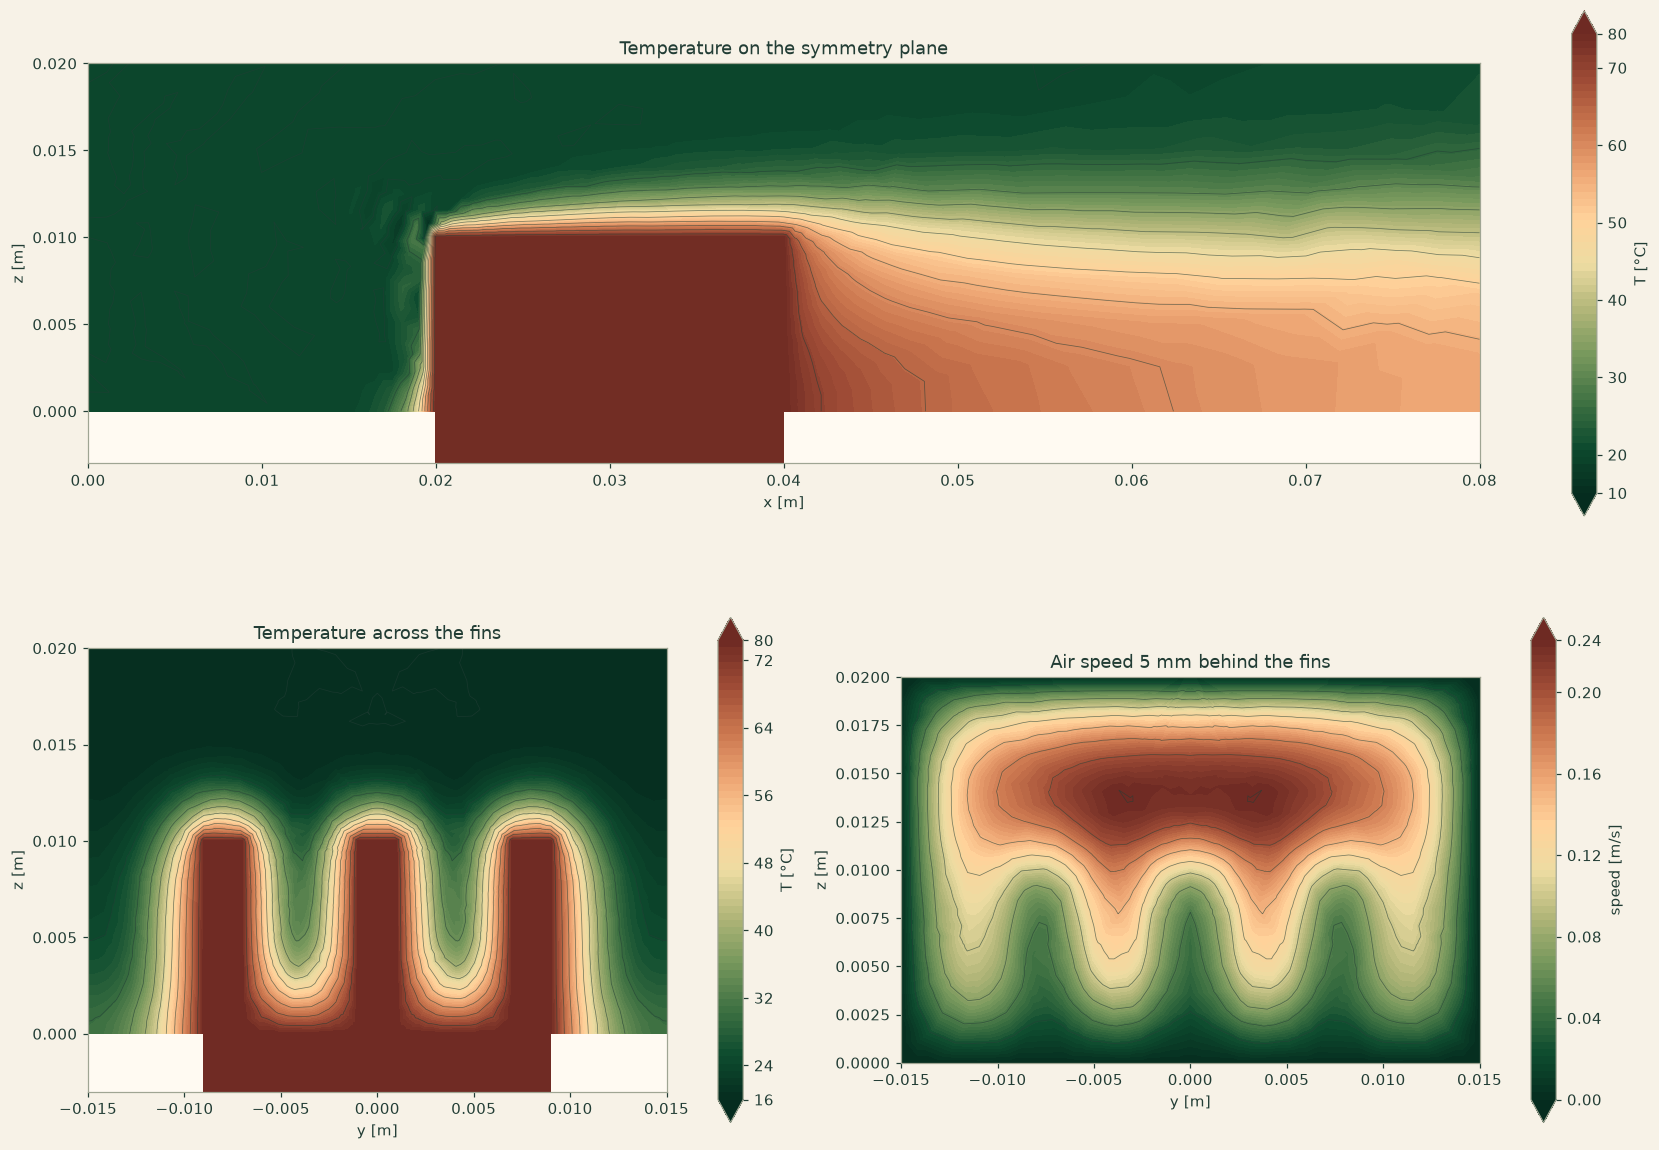 Temperature on the symmetry plane
0.020
0.015
0.010
0.005
0.000
z [m]
0.00 0.01 0.02 0.03 0.04 0.05 0.06 0.07 0.08
x [m]
80
70
60
50
40
30
20
10
T [°C]
Temperature across the fins
0.020
0.015
0.010
0.005
0.000
z [m]
−0.015 −0.010 −0.005 0.000 0.005 0.010 0.015
y [m]
80
72
64
56
48
40
32
24
16
T [°C]
Air speed 5 mm behind the fins
0.0200
0.0175
0.0150
0.0125
0.0100
0.0075
0.0050
0.0025
0.0000
z [m]
−0.015 −0.010 −0.005 0.000 0.005 0.010 0.015
y [m]
0.24
0.20
0.16
0.12
0.08
0.04
0.00
speed [m/s]